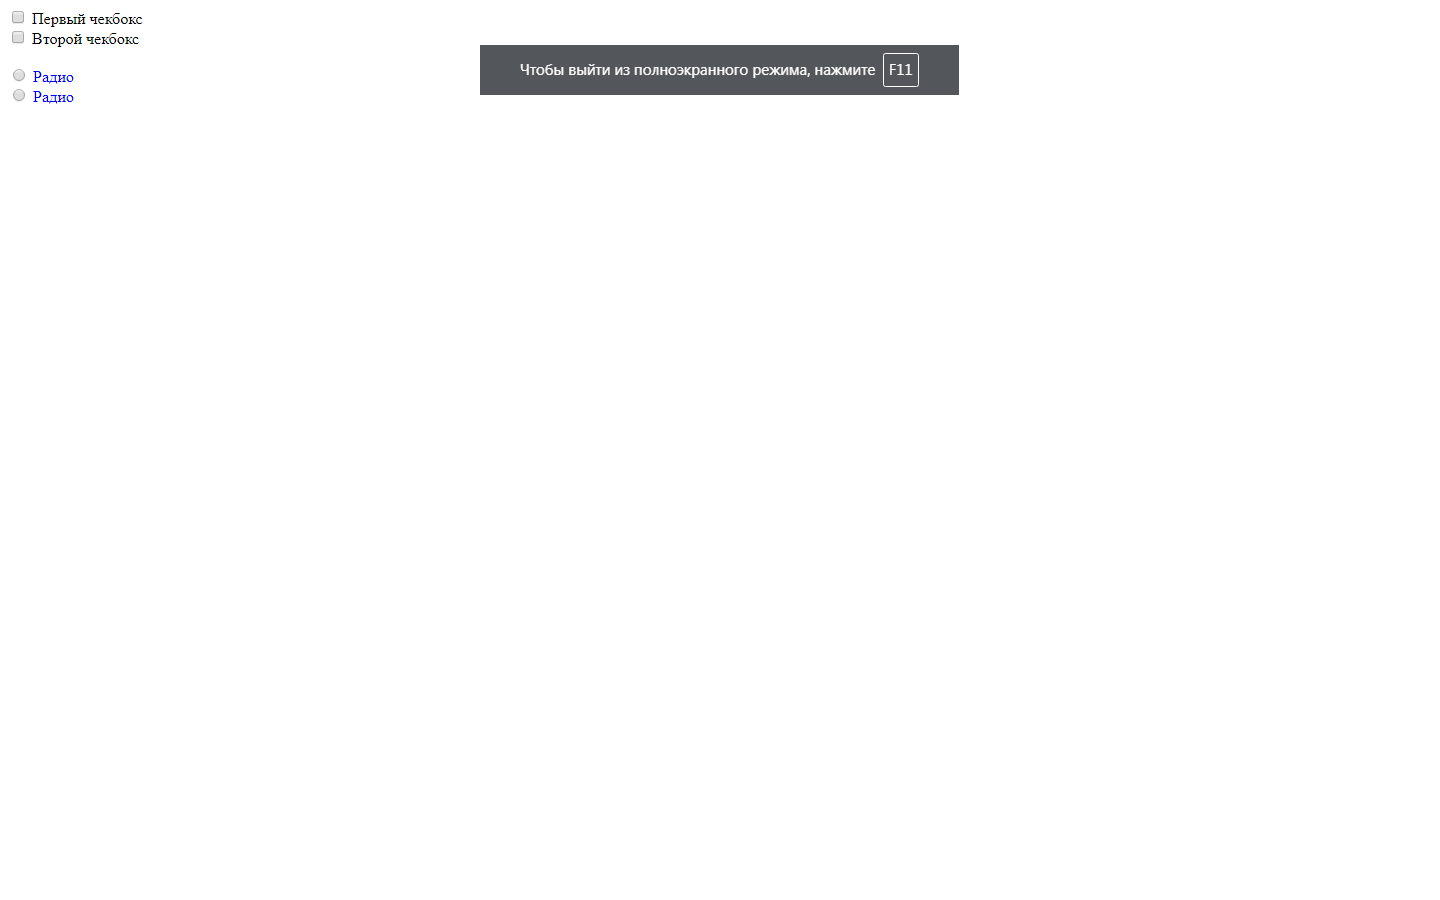 Первый чекбокс
Второй чекбокс
Чтобы выйти из полноэкранного режима, нажмите F11
Радио
Радио